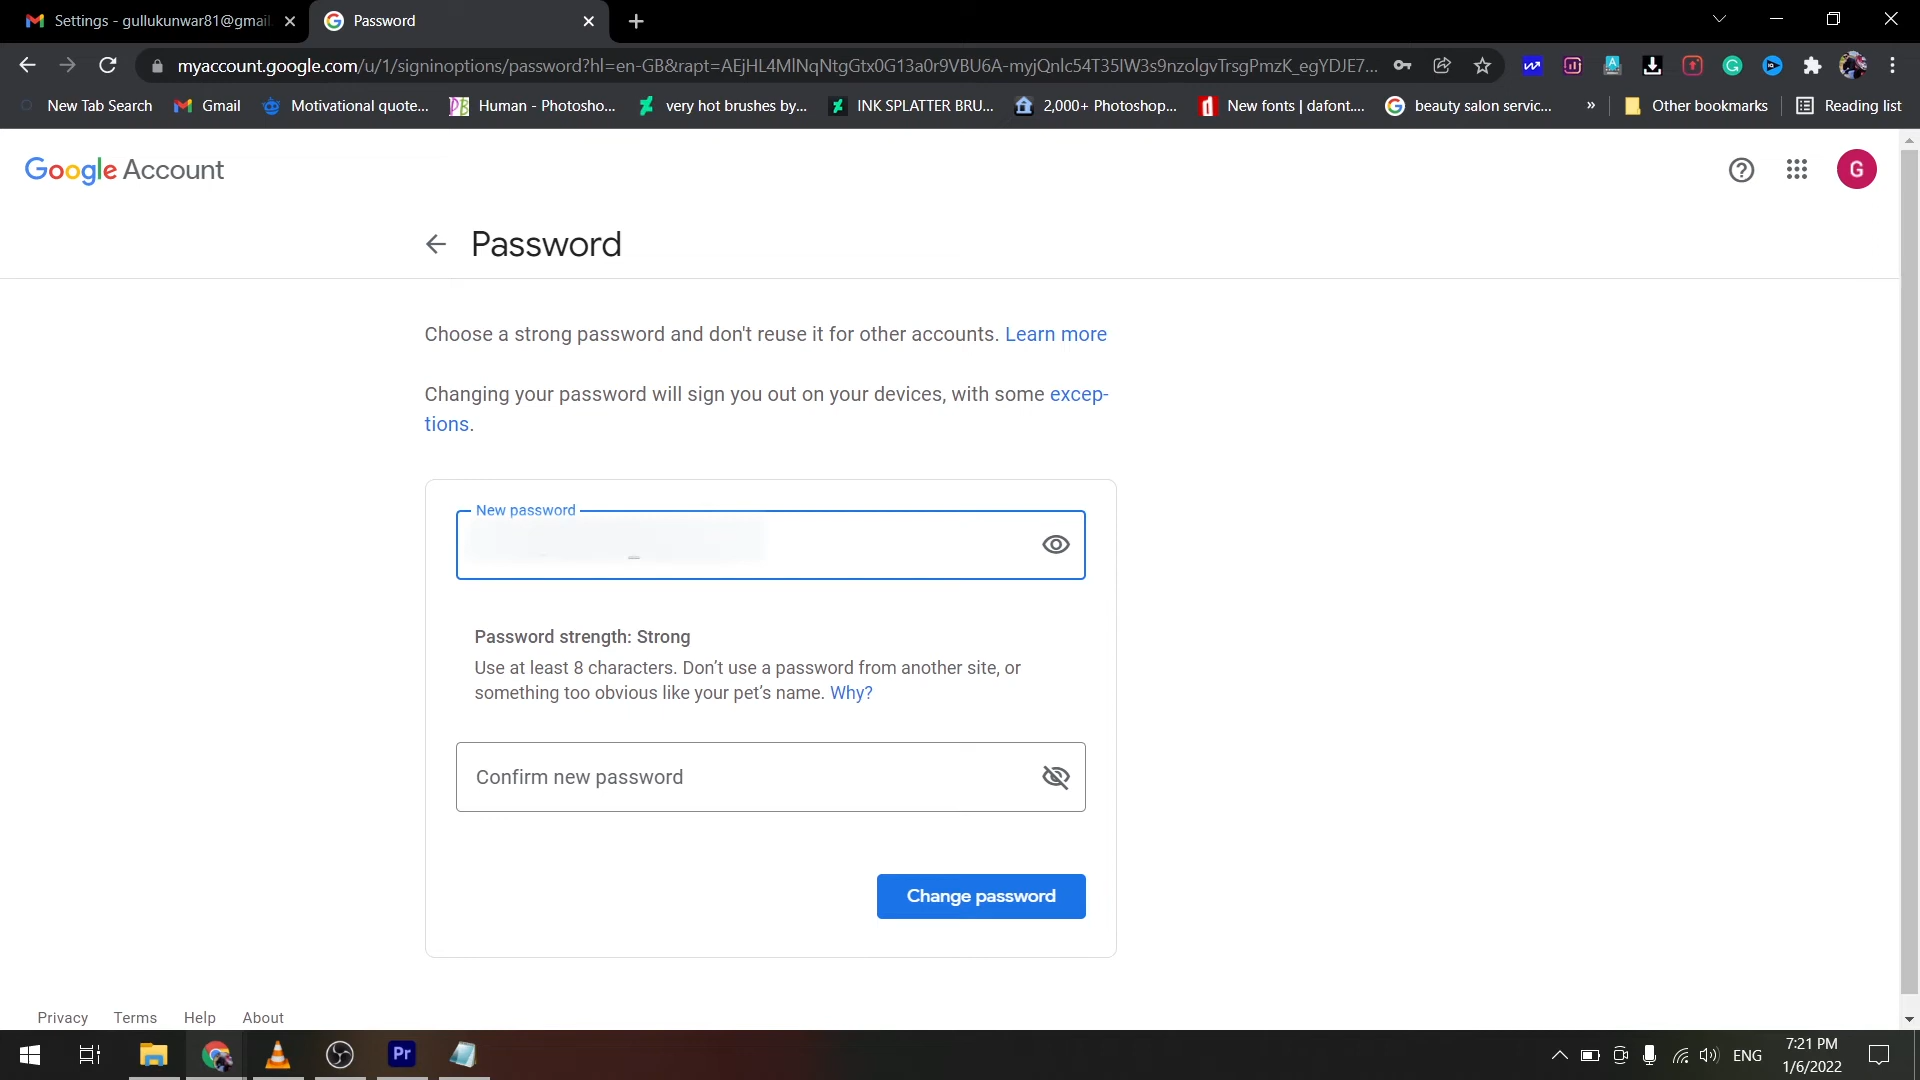 Settings - gullukunwar81@gmail.
Password
myaccount.google.com/u/1/signinoptions/password?hl=en-GB&rapt=AEjHL4MlNqNtgGtx0G13a0r9VBU6A-myjQnlc54T35IW3s9nzolgvTrsgPmzK_egYDJE7...
New Tab Search
Gmail
Motivational quote...
Human - Photosho...
very hot brushes by...
INK SPLATTER BRU...
2,000+ Photoshop...
New fonts | dafont....
beauty salon servic...
»
Other bookmarks
Reading list
Google Account
G
Password
Choose a strong password and don't reuse it for other accounts. Learn more
Changing your password will sign you out on your devices, with some excep-
tions.
New password
Password strength: Strong
Use at least 8 characters. Don’t use a password from another site, or
something too obvious like your pet’s name. Why?
Confirm new password
Change password
Privacy
Terms
Help
About
Pr
ENG
7:21 PM
1/6/2022